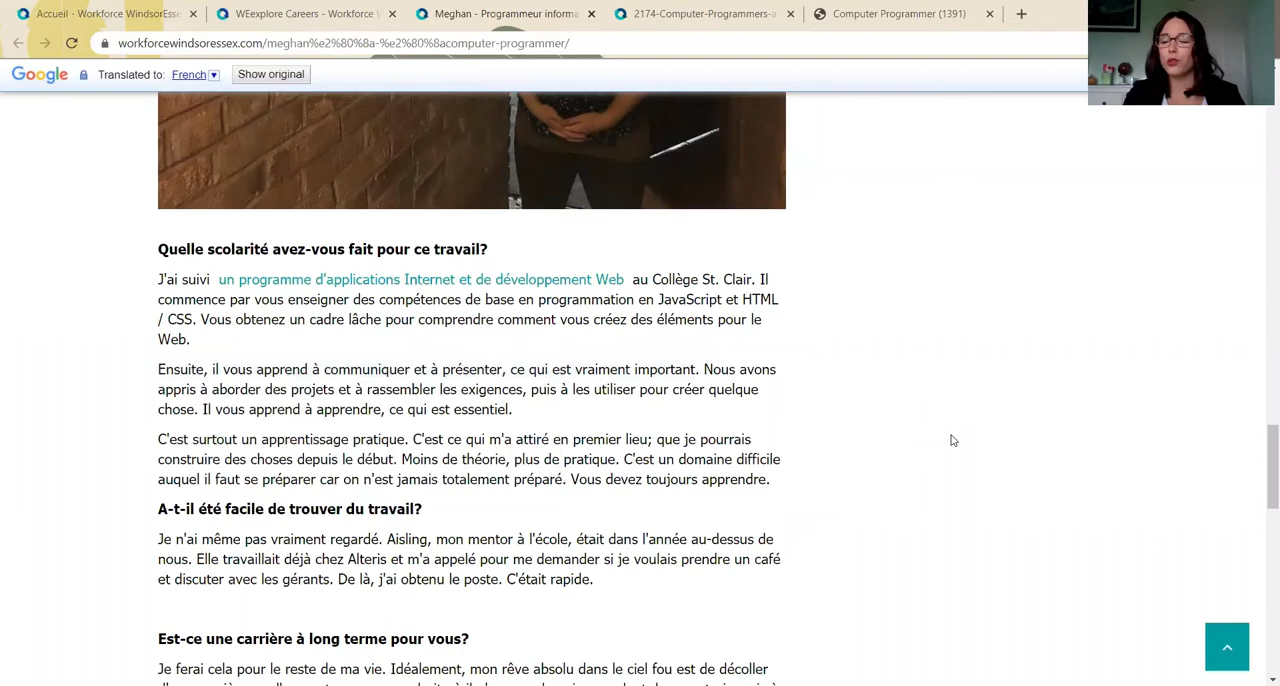 Accueil - Workforce WindsorEsse
WEexplore Careers - Workforce W
Meghan - Programmeur informa
2174-Computer-Programmers-a
Computer Programmer (1391)
workforcewindsoressex.com/meghan%e2%80%8a-%e2%80%8acomputer-programmer/
Google Translated to: French Show original
Quelle scolarité avez-vous fait pour ce travail?
J'ai suivi un programme d'applications Internet et de développement Web au Collège St. Clair. Il
commence par vous enseigner des compétences de base en programmation en JavaScript et HTML
/ CSS. Vous obtenez un cadre lâche pour comprendre comment vous créez des éléments pour le
Web.
Ensuite, il vous apprend à communiquer et à présenter, ce qui est vraiment important. Nous avons
appris à aborder des projets et à rassembler les exigences, puis à les utiliser pour créer quelque
chose. Il vous apprend à apprendre, ce qui est essentiel.
C'est surtout un apprentissage pratique. C'est ce qui m'a attiré en premier lieu; que je pourrais
construire des choses depuis le début. Moins de théorie, plus de pratique. C'est un domaine difficile
auquel il faut se préparer car on n'est jamais totalement préparé. Vous devez toujours apprendre.
A-t-il été facile de trouver du travail?
Je n'ai même pas vraiment regardé. Aisling, mon mentor à l'école, était dans l'année au-dessus de
nous. Elle travaillait déjà chez Alteris et m'a appelé pour me demander si je voulais prendre un café
et discuter avec les gérants. De là, j'ai obtenu le poste. C'était rapide.
Est-ce une carrière à long terme pour vous?
Je ferai cela pour le reste de ma vie. Idéalement, mon rêve absolu dans le ciel fou est de décoller